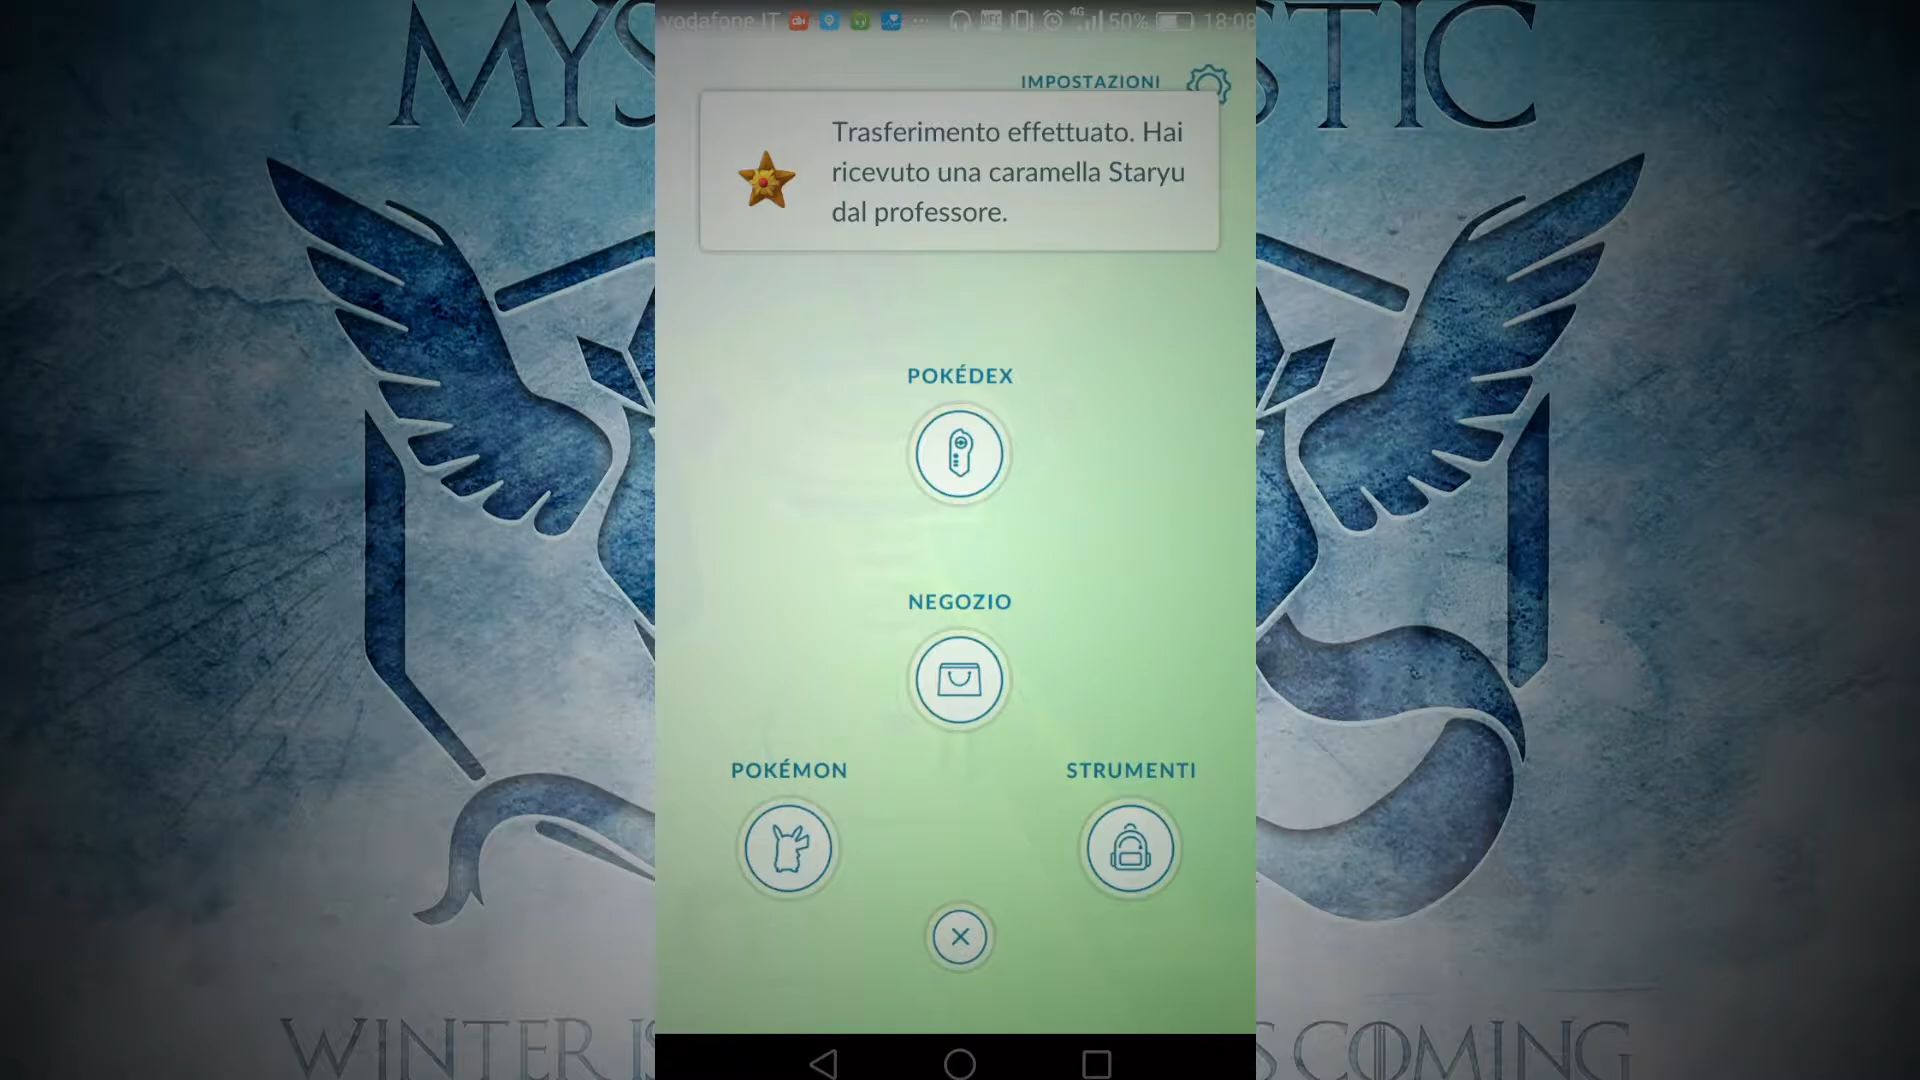 MYS STIC
vodafone IT 4G 50% 18:08
IMPOSTAZIONI
Trasferimento effettuato. Hai
ricevuto una caramella Staryu
dal professore.
POKÉDEX
NEGOZIO
POKÉMON STRUMENTI
WINTER IS S COMING